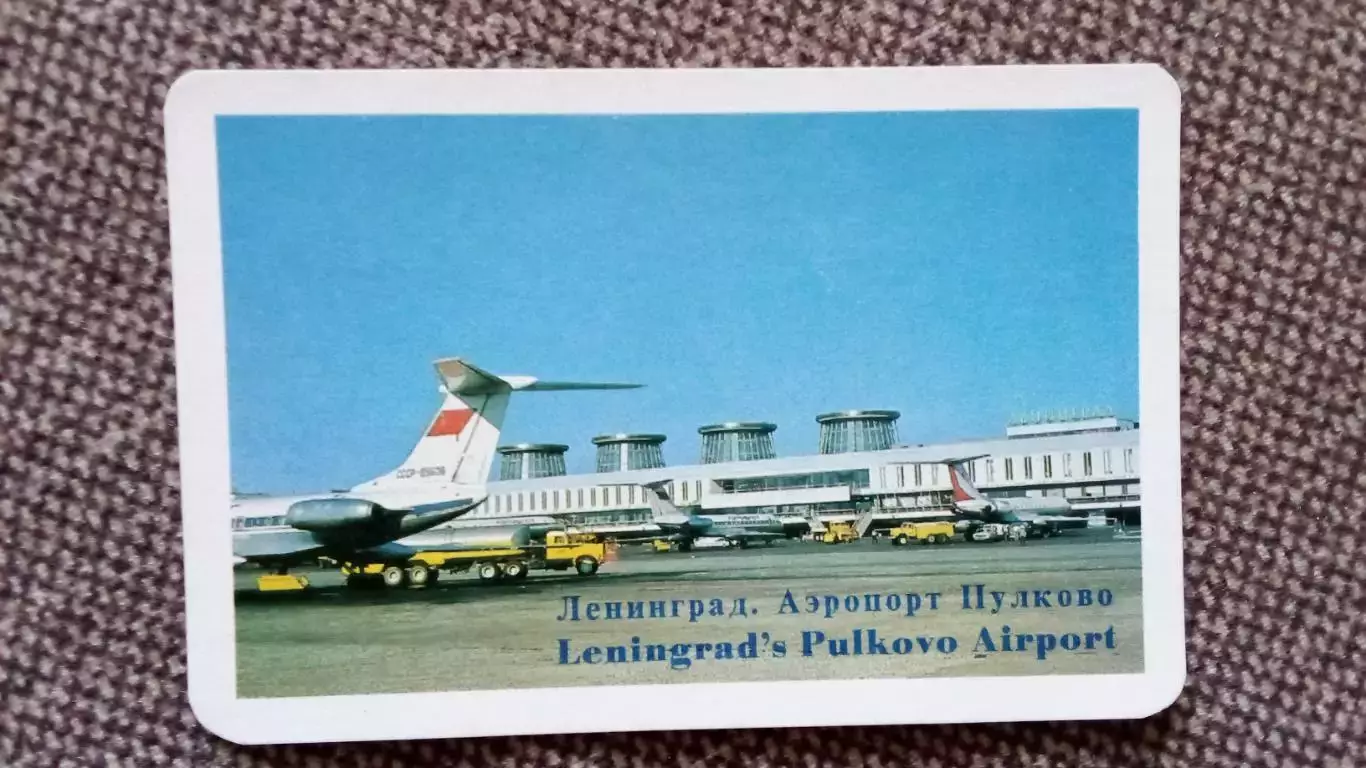 Ленинград. Аэропорт Пулково
Leningrad's Pulkovo Airport